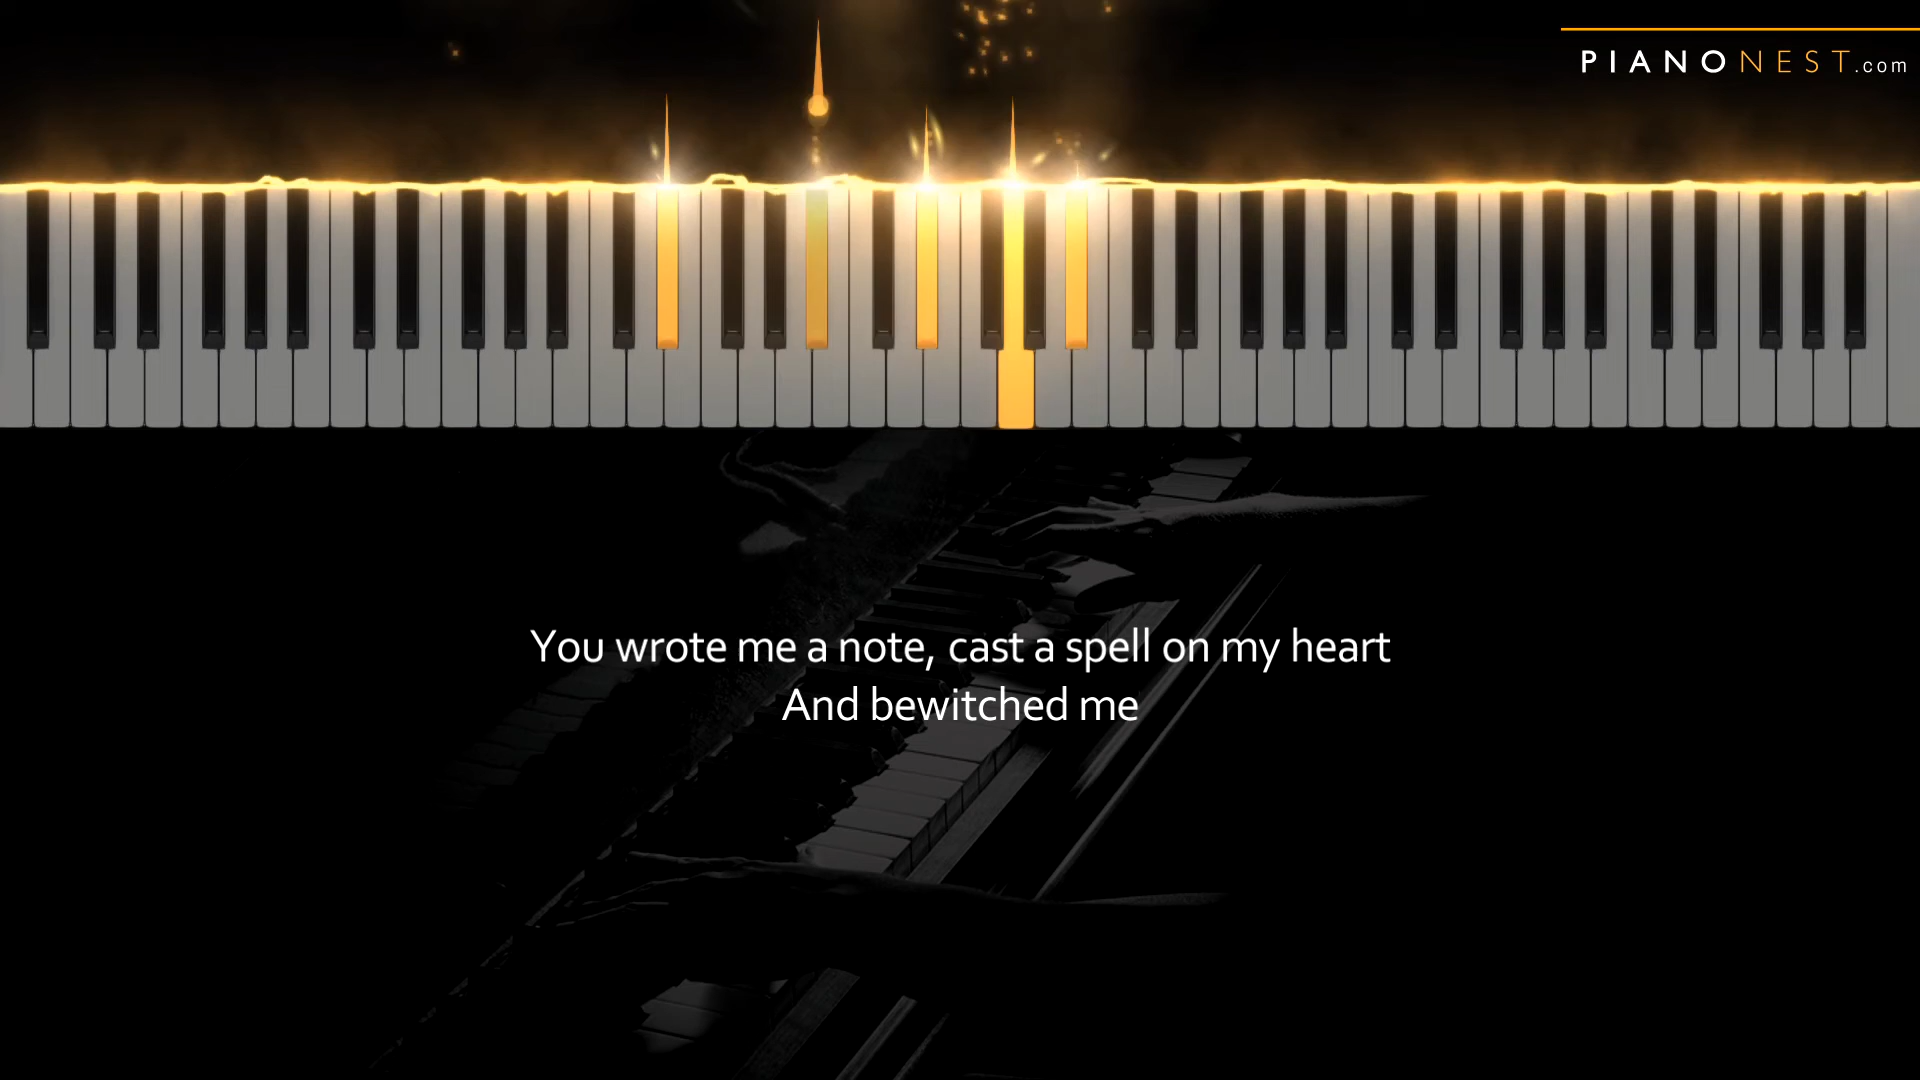 PIANONEST.com
You wrote me a note, cast a spell on my heart
And bewitched me